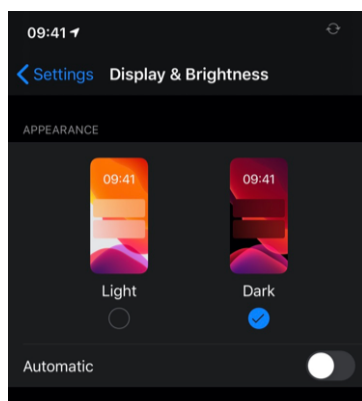 09:41
Settings Display & Brightness
APPEARANCE
09:41 09:41
Light Dark
Automatic